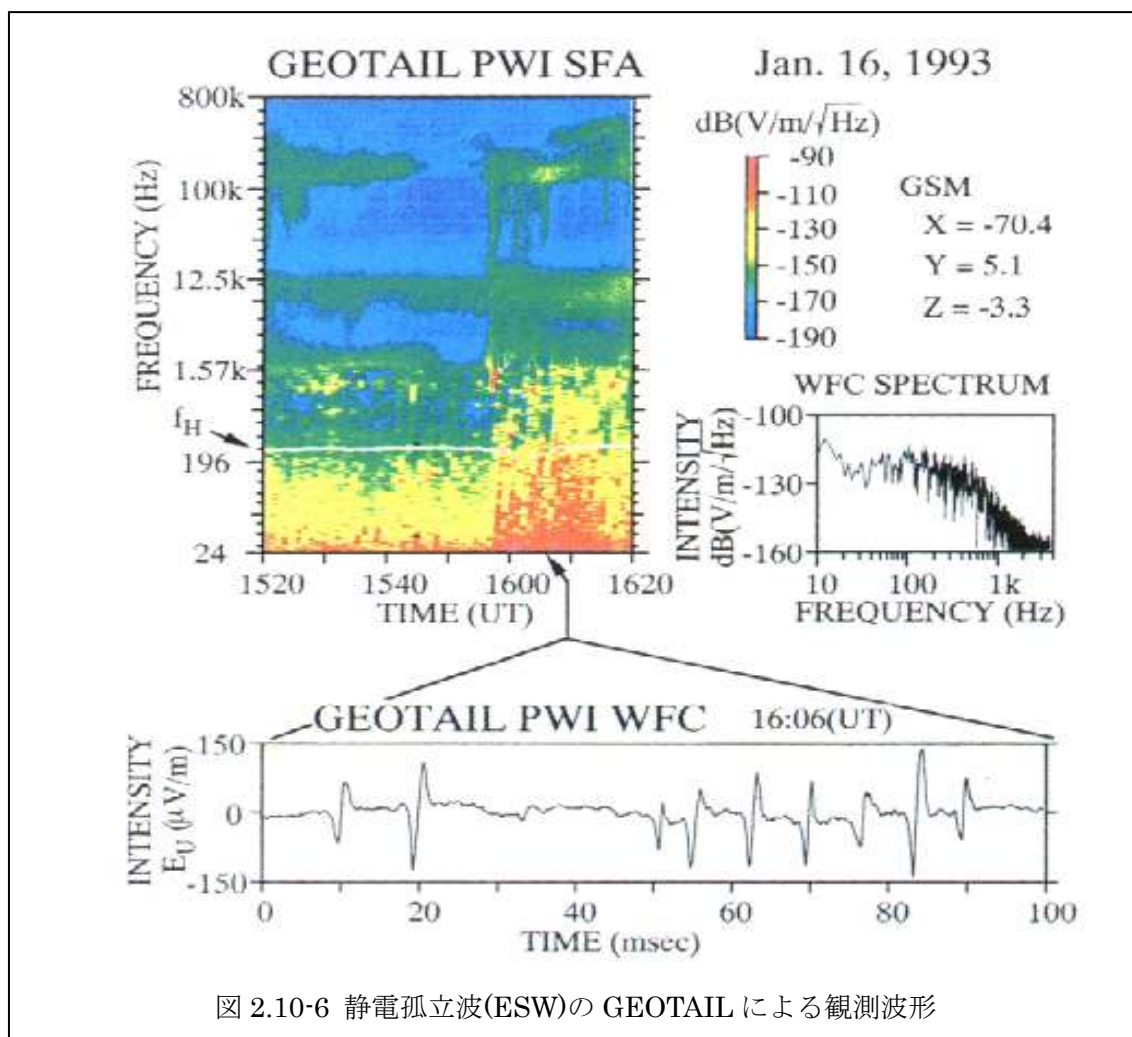 GEOTAIL PWI SFA
Jan. 16, 1993
FREQUENCY (Hz)
800k
100k
12.5k
1.57k
f_H
196
24
1520
1540
1600
1620
TIME (UT)
dB(V/m/√Hz)
-90
-110
-130
-150
-170
-190
GSM
X = -70.4
Y = 5.1
Z = -3.3
WFC SPECTRUM
INTENSITY
dB(V/m/√Hz)
-100
-130
-160
10
100
1k
FREQUENCY (Hz)
GEOTAIL PWI WFC
16:06(UT)
INTENSITY
E_U (μV/m)
150
0
-150
0
20
40
60
80
100
TIME (msec)
図 2.10-6 静電孤立波(ESW)の GEOTAIL による観測波形